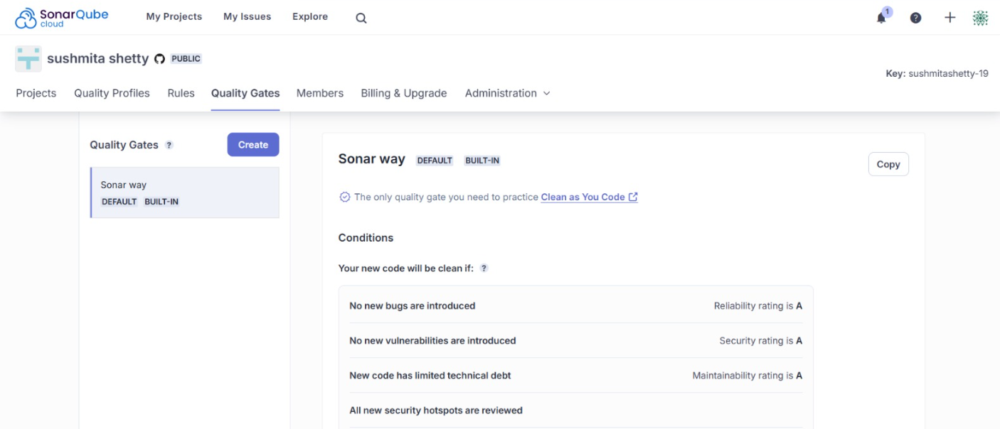 SonarQube cloud
My Projects My Issues Explore
1
?
sushmita shetty PUBLIC
Key: sushmitashetty-19
Projects Quality Profiles Rules Quality Gates Members Billing & Upgrade Administration
Quality Gates ?
Create
Sonar way
DEFAULT BUILT-IN
Sonar way DEFAULT BUILT-IN
Copy
The only quality gate you need to practice Clean as You Code
Conditions
Your new code will be clean if: ?
No new bugs are introduced Reliability rating is A
No new vulnerabilities are introduced Security rating is A
New code has limited technical debt Maintainability rating is A
All new security hotspots are reviewed